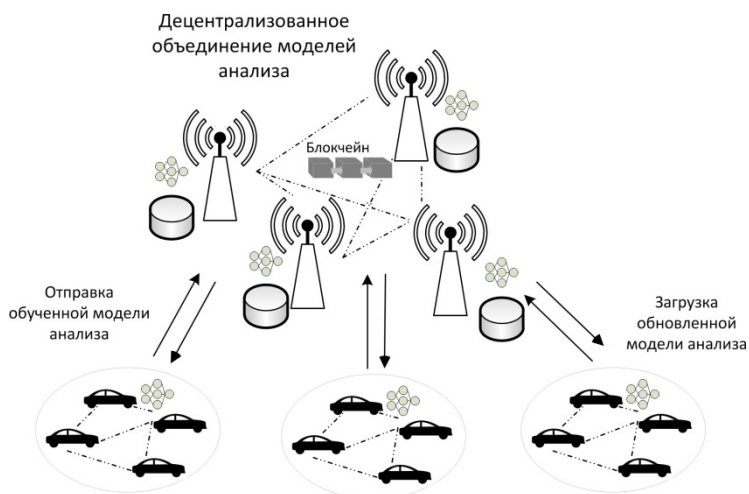 Децентрализованное
объединение моделей
анализа
Блокчейн
Отправка
обученной модели
анализа
Загрузка
обновленной
модели анализа